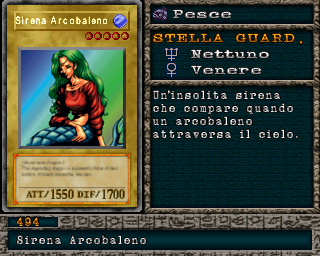 Sirena Arcobaleno
ATT/1550 DIF/1700
Pesce
STELLA GUARD.
Nettuno
Venere
Un'insolita sirena
che compare quando
un arcobaleno
attraversa il cielo.
494
Sirena Arcobaleno